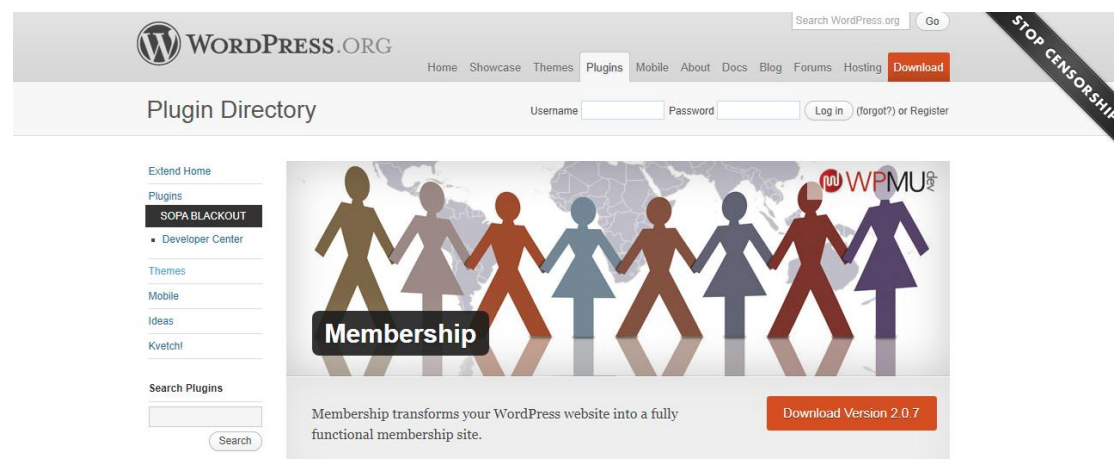 WORDPRESS.ORG
Search WordPress.org Go
STOP CENSORSHIP
Home Showcase Themes Plugins Mobile About Docs Blog Forums Hosting Download
Plugin Directory
Username Password Log in (forgot?) or Register
Extend Home
Plugins
SOPA BLACKOUT
Developer Center
Themes
Mobile
Ideas
Kvetch!
Search Plugins
Search
WPMU dev
Membership
Membership transforms your WordPress website into a fully
functional membership site.
Download Version 2.0.7